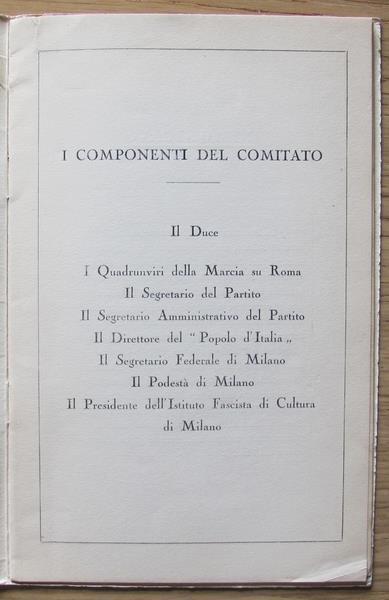 I COMPONENTI DEL COMITATO
Il Duce
I Quadrunviri della Marcia su Roma
Il Segretario del Partito
Il Segretario Amministrativo del Partito
Il Direttore del " Popolo d'Italia „
Il Segretario Federale di Milano
Il Podestà di Milano
Il Presidente dell'Istituto Fascista di Cultura
di Milano